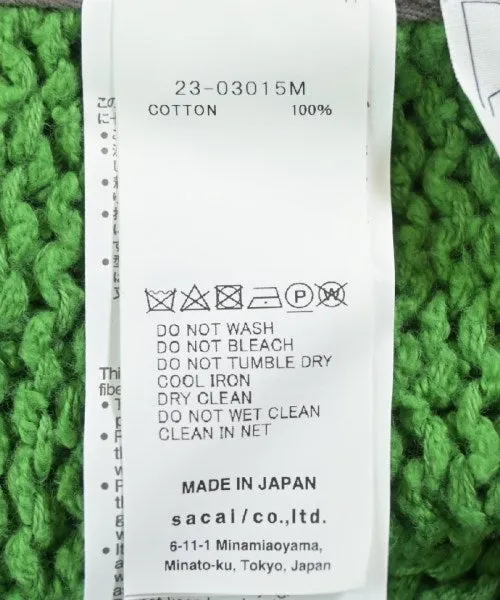 23-03015M
COTTON 100%
P W
DO NOT WASH
DO NOT BLEACH
DO NOT TUMBLE DRY
COOL IRON
DRY CLEAN
DO NOT WET CLEAN
CLEAN IN NET
MADE IN JAPAN
sacai/co.,ltd.
6-11-1 Minamiaoyama,
Minato-ku, Tokyo, Japan